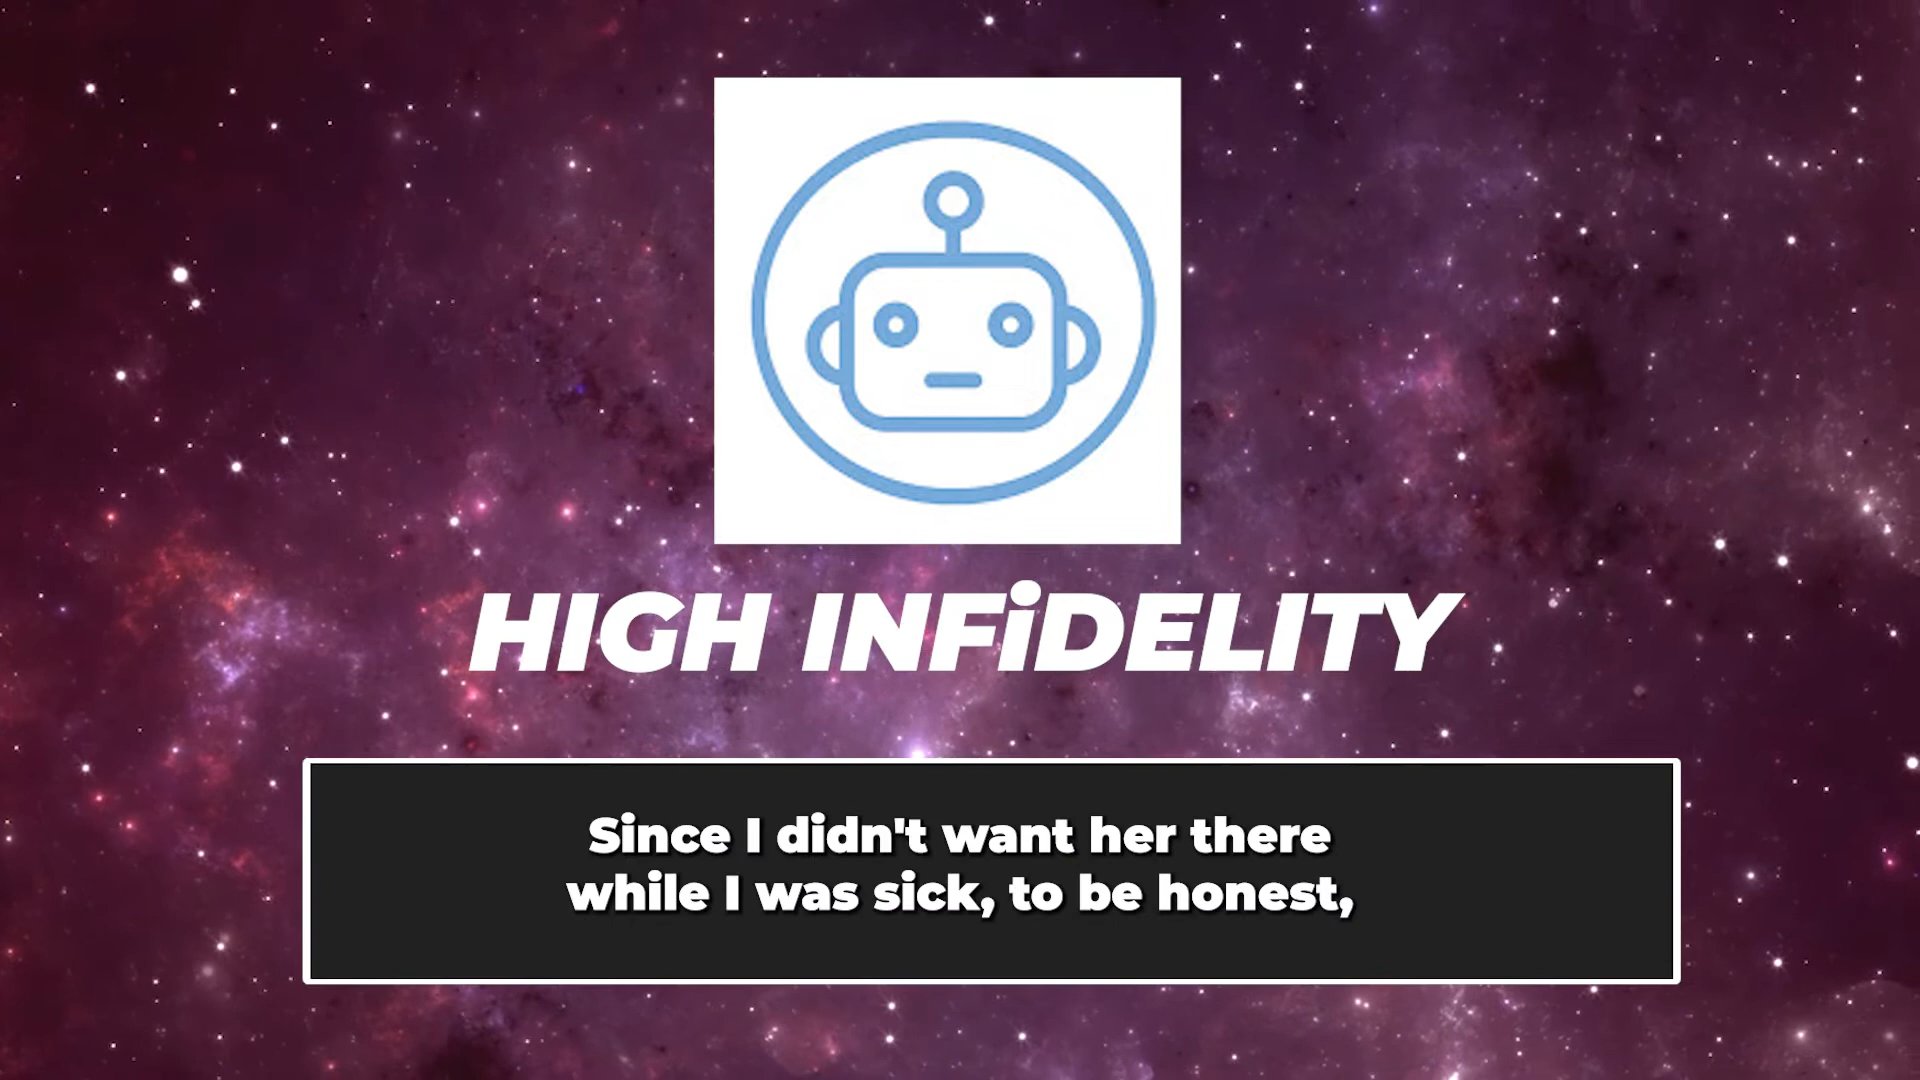 HIGH INFiDELITY
Since I didn't want her there
while I was sick, to be honest,